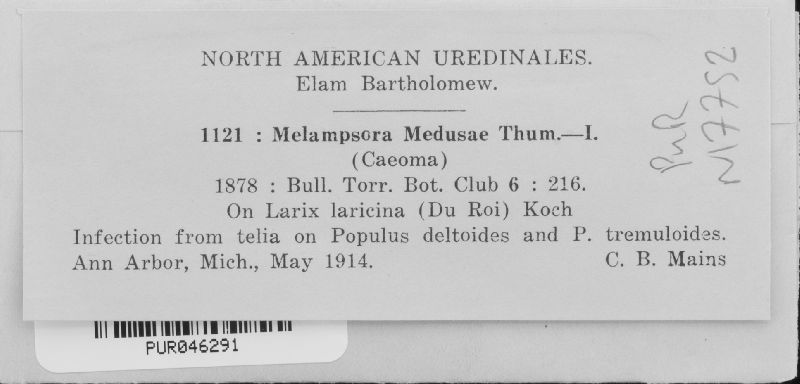 NORTH AMERICAN UREDINALES.
Elam Bartholomew.
1121 : Melampsora Medusae Thum.—I.
(Caeoma)
1878 : Bull. Torr. Bot. Club 6 : 216.
On Larix laricina (Du Roi) Koch
Infection from telia on Populus deltoides and P. tremuloides.
Ann Arbor, Mich., May 1914. C. B. Mains
PUR
N17752
PUR046291